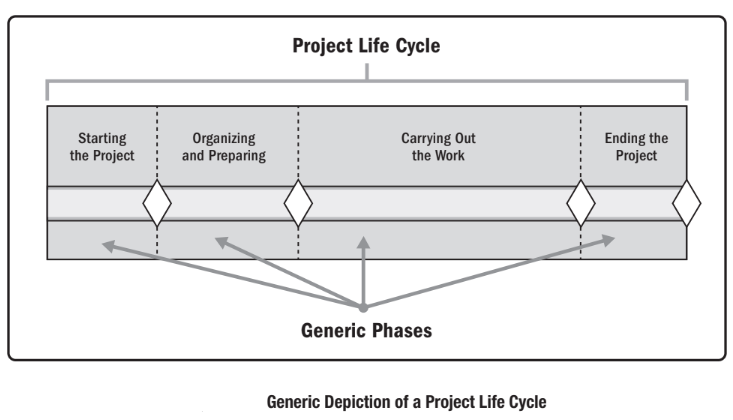 Project Life Cycle
Starting
the Project
Organizing
and Preparing
Carrying Out
the Work
Ending the
Project
Generic Phases
Generic Depiction of a Project Life Cycle